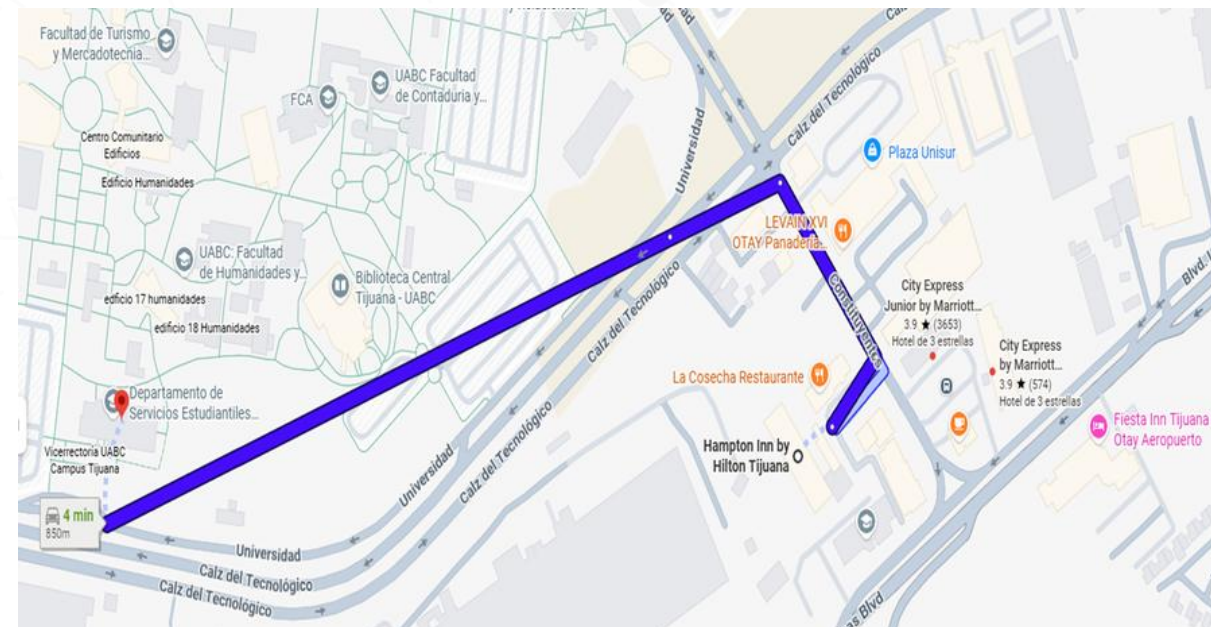 Facultad de Turismo
y Mercadotecnia...
FCA
UABC Facultad
de Contaduria y...
Centro Comunitario
Edificios
Edificio Humanidades
UABC: Facultad
de Humanidades y...
Biblioteca Central
Tijuana - UABC
edficio 17 humanidades
edificio 18 Humanidades
Departamento de
Servicios Estudiantiles...
Vicerrectoría UABC
Campus Tijuana
4 min
850m
Universidad
Calz del Tecnológico
Calz del Tecnológico
Universidad
Calz del Tecnológico
Calz del Tecnológico
Universidad
Calz del Tecnológico
Plaza Unisur
LEVAIN XVI
OTAY Panadería...
Constituyentes
City Express
Junior by Marriott...
3.9 ★ (3653)
Hotel de 3 estrellas
City Express
by Marriott...
3.9 ★ (574)
Hotel de 3 estrellas
La Cosecha Restaurante
Hampton Inn by
Hilton Tijuana
Fiesta Inn Tijuana
Otay Aeropuerto
Blvd.
Blvd